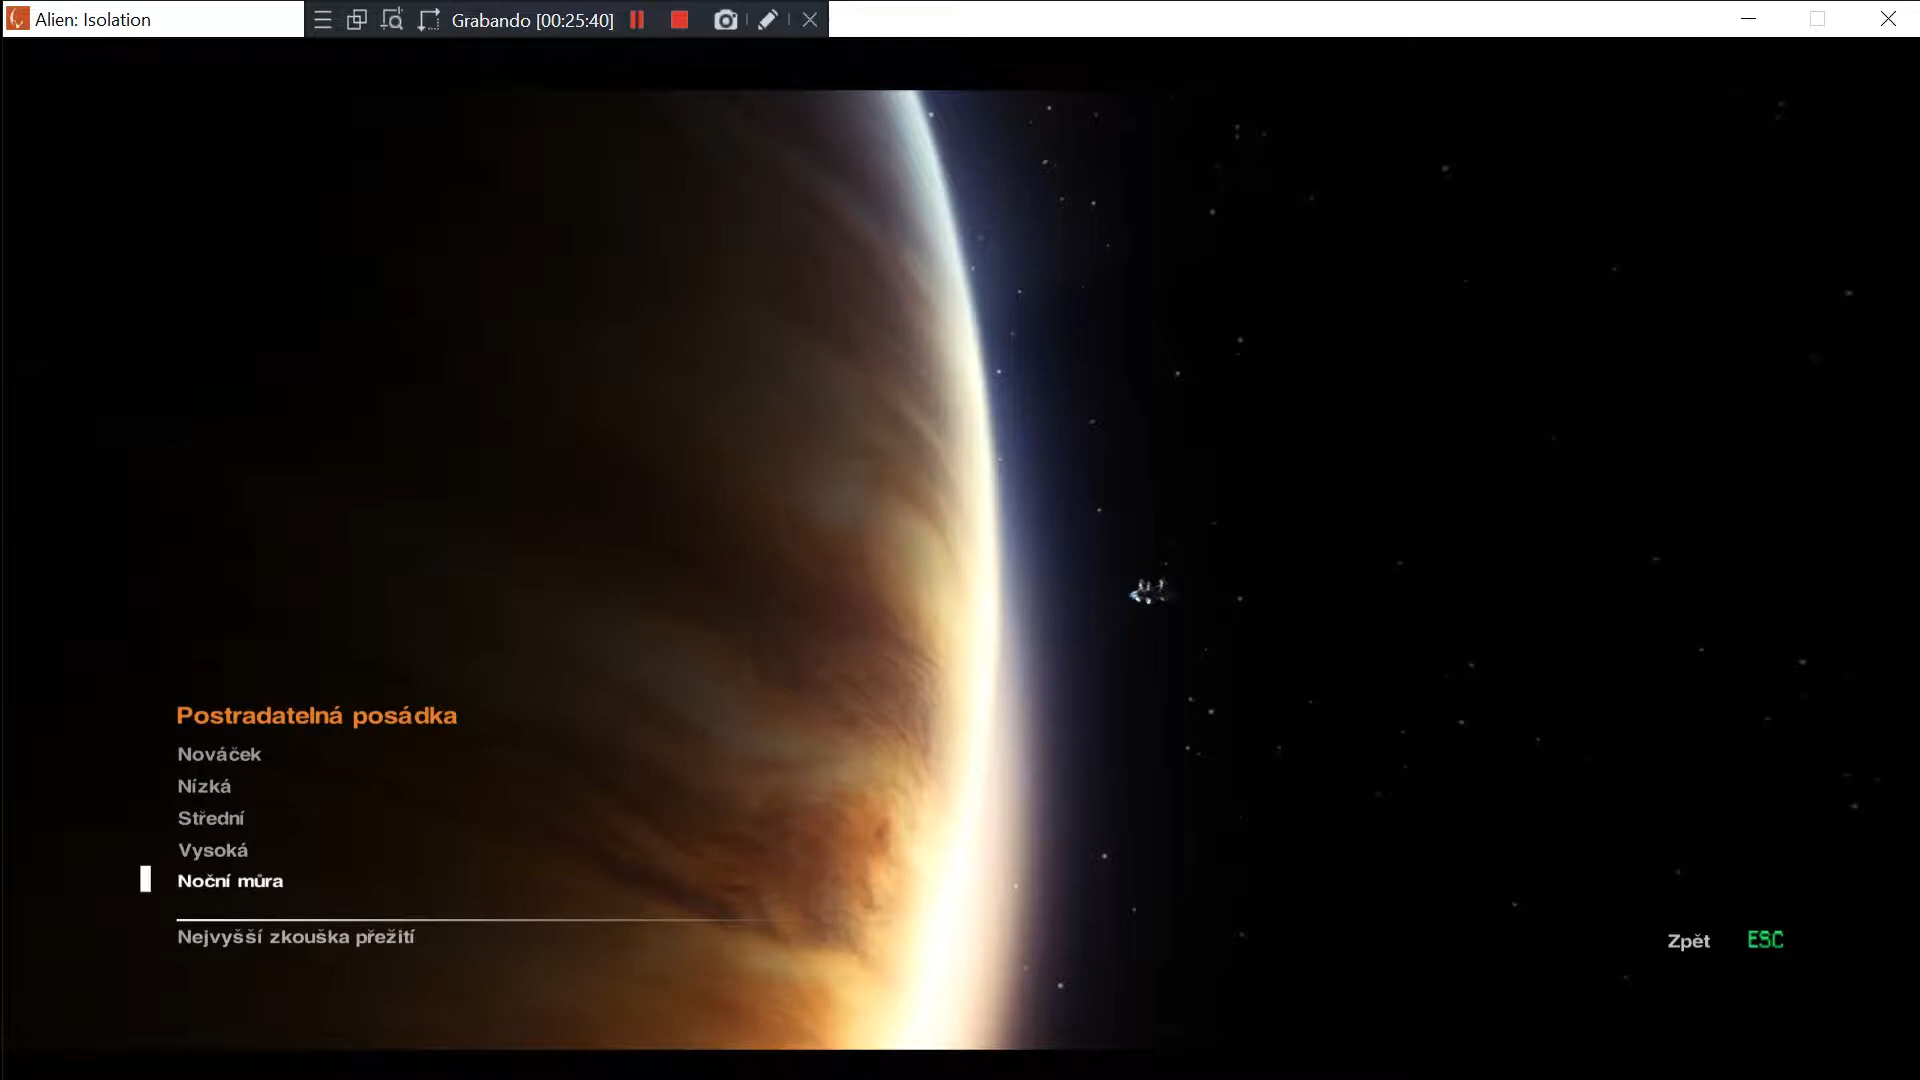 Alien: Isolation
Grabando [00:25:40]
Postradatelná posádka
Nováček
Nízká
Střední
Vysoká
Noční můra
Nejvyšší zkouška přežití
Zpět ESC